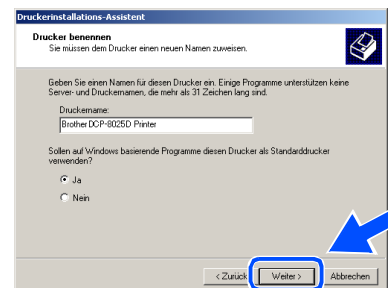 Druckerinstallations-Assistent
Drucker benennen
Sie müssen dem Drucker einen neuen Namen zuweisen.
Geben Sie einen Namen für diesen Drucker ein. Einige Programme unterstützen keine
Server- und Druckernamen, die mehr als 31 Zeichen lang sind.
Druckername:
Brother DCP-8025D Printer
Sollen auf Windows basierende Programme diesen Drucker als Standarddrucker
verwenden?
Ja
Nein
< Zurück
Weiter >
Abbrechen